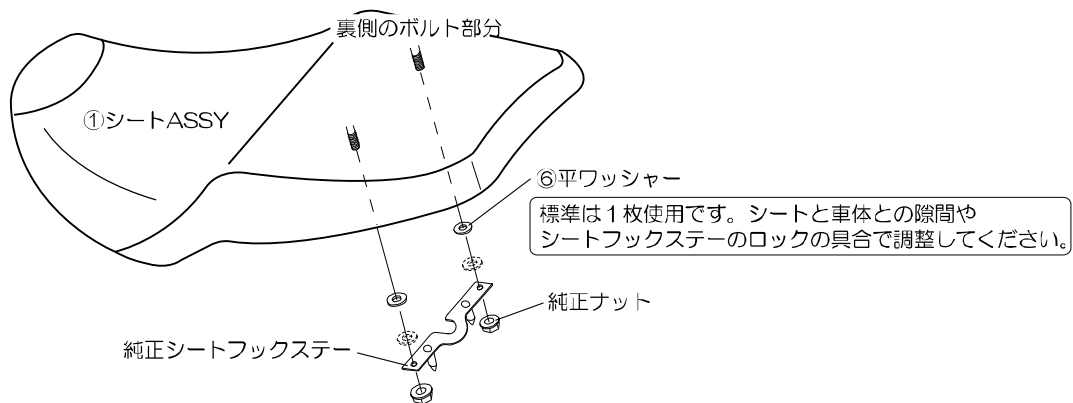 裏側のボルト部分
①シートASSY
⑥平ワッシャー
標準は１枚使用です。シートと車体との隙間や
シートフックステーのロックの具合で調整してください。
純正ナット
純正シートフックステー